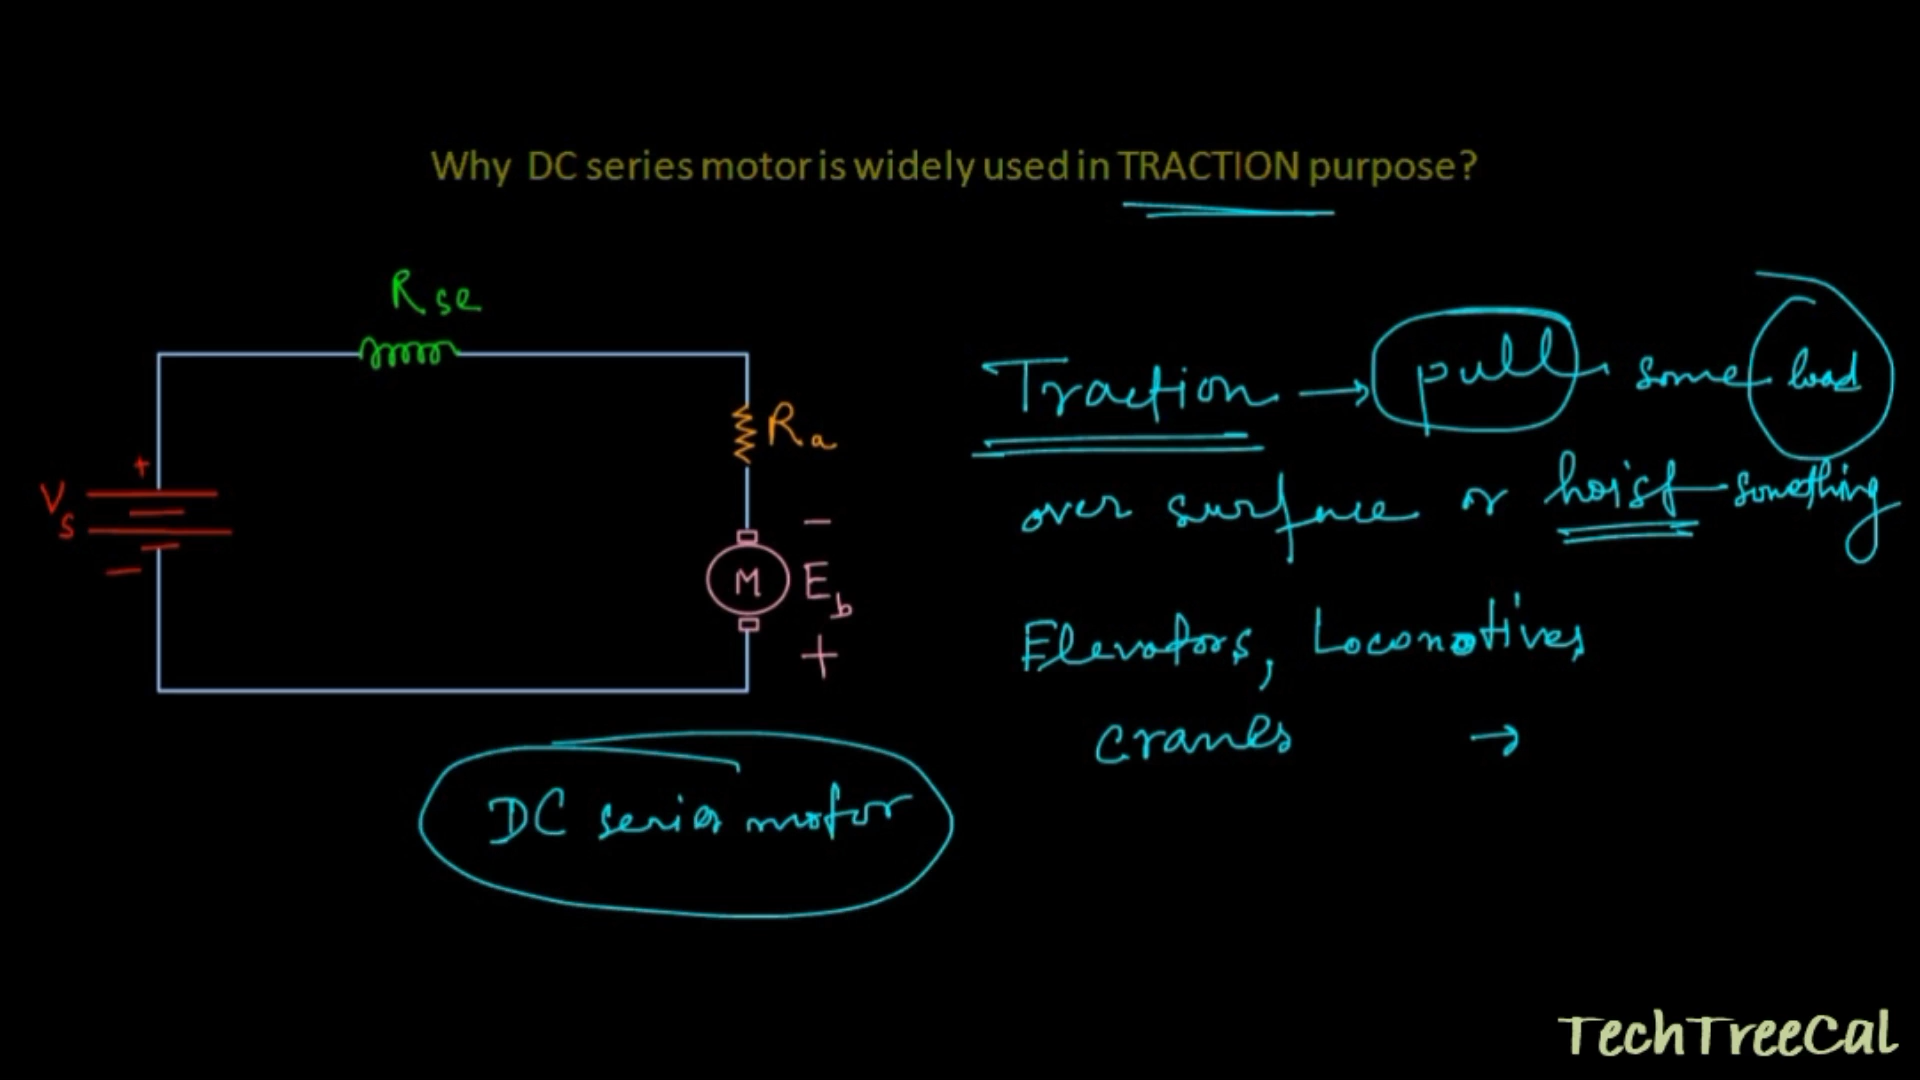 Why DC series motor is widely used in TRACTION purpose?
Rse
Ra
+
Vs
−
−
M
Eb
+
DC series motor
Traction → pull some load
over surface or hoist something
Elevators, Locomotives
Cranes →
TechTreeCal